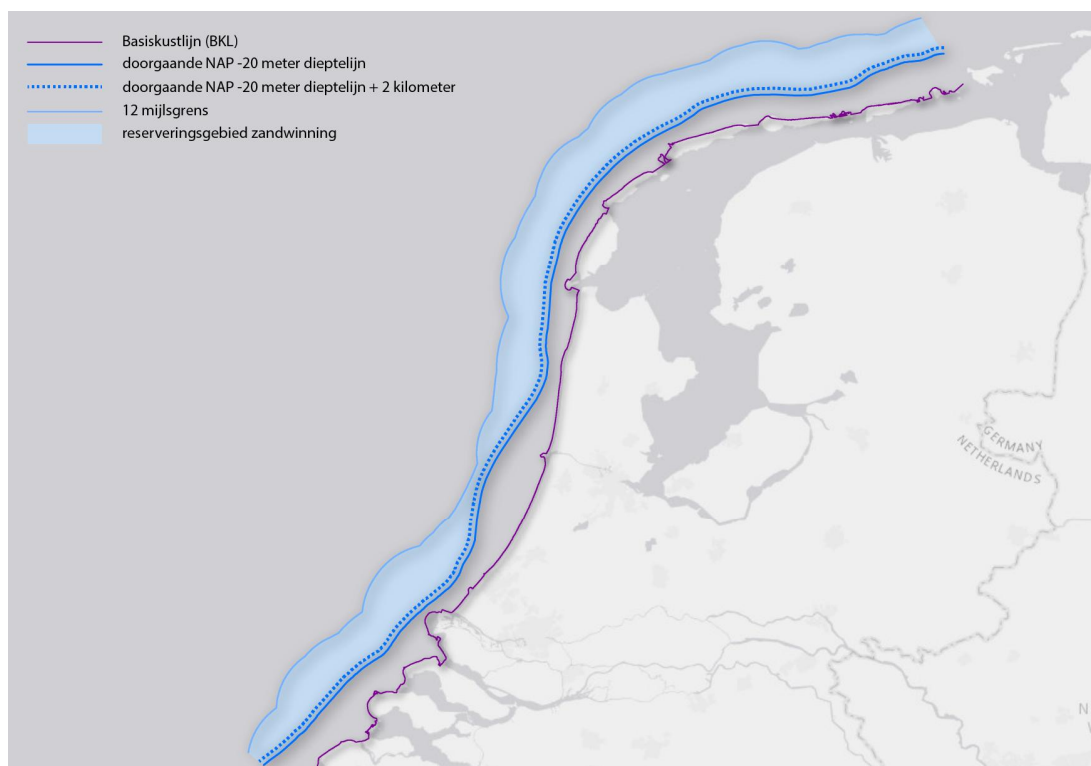 Basiskustlijn (BKL)
doorgaande NAP -20 meter dieptelijn
doorgaande NAP -20 meter dieptelijn + 2 kilometer
12 mijlsgrens
reserveringsgebied zandwinning
GERMANY
NETHERLANDS
N